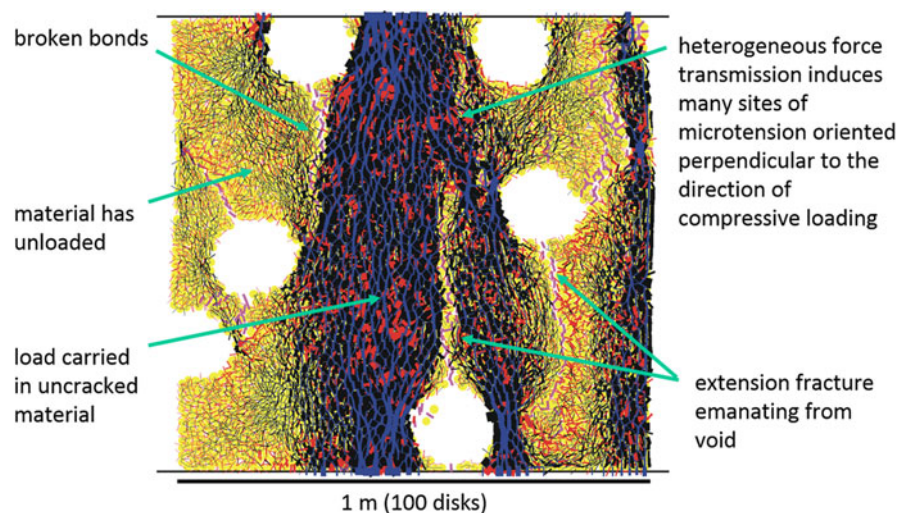 broken bonds
material has
unloaded
load carried
in uncracked
material
heterogeneous force
transmission induces
many sites of
microtension oriented
perpendicular to the
direction of
compressive loading
extension fracture
emanating from
void
1 m (100 disks)